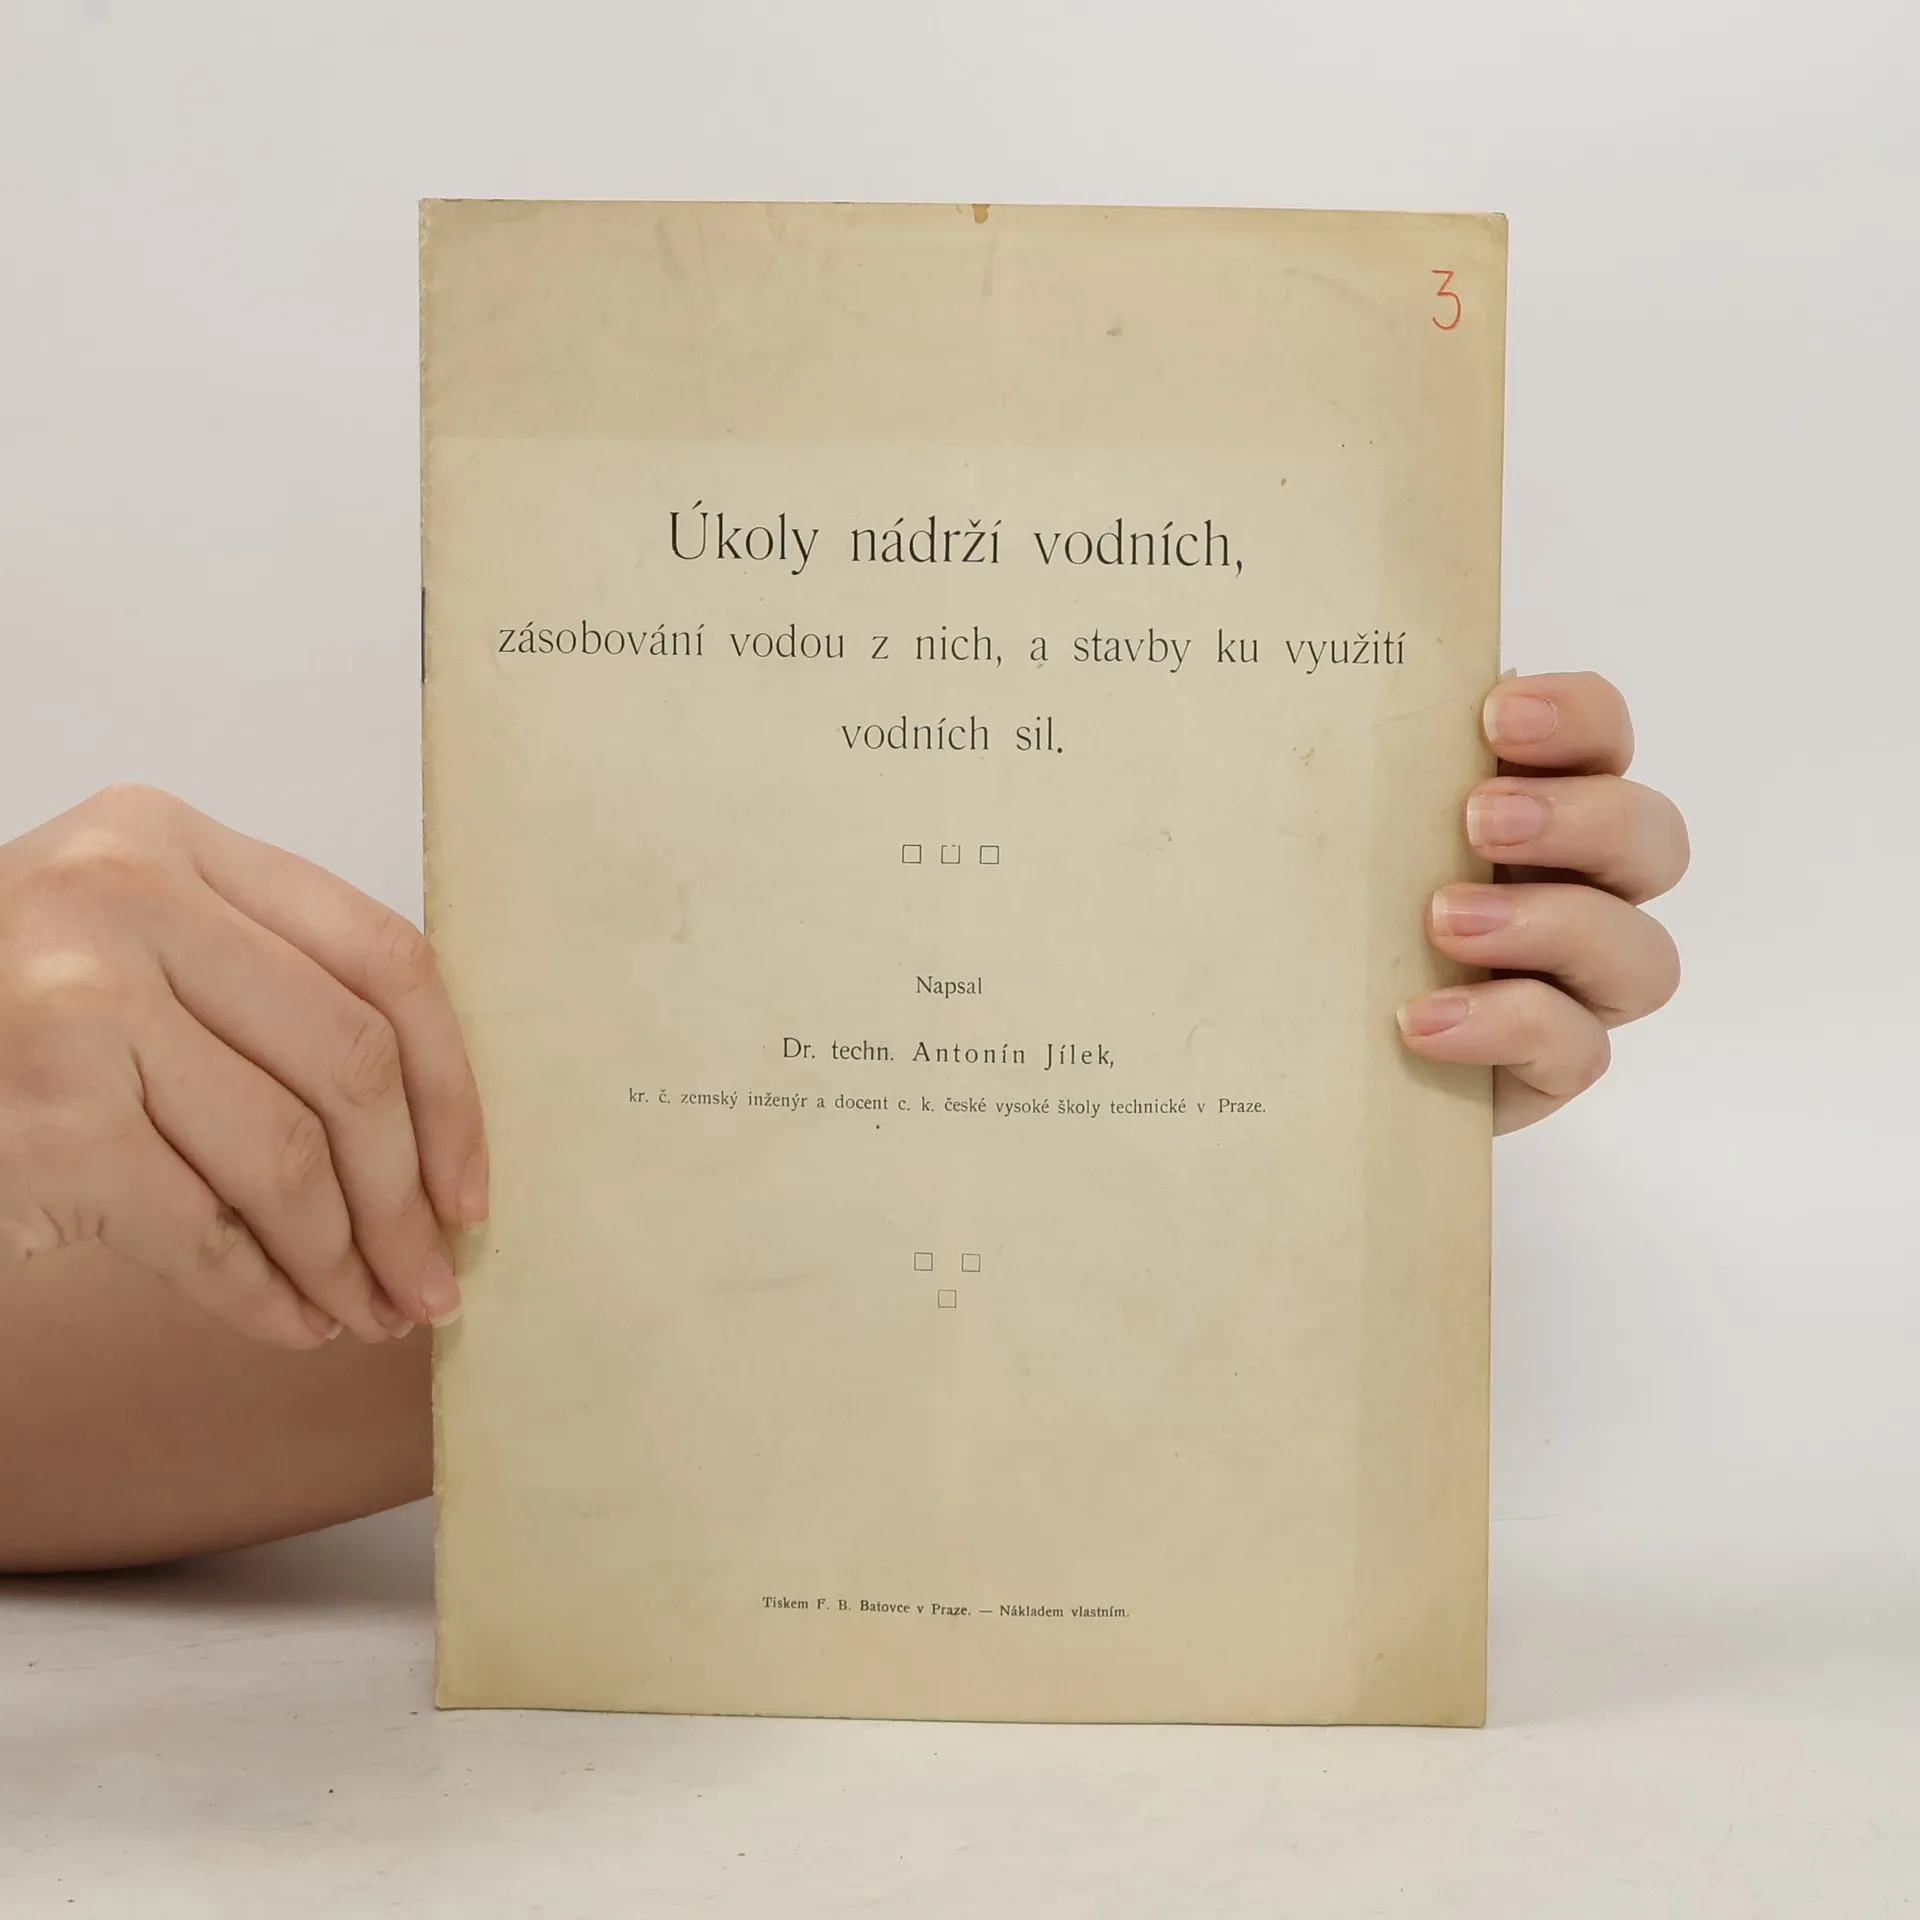 3
Úkoly nádrží vodních,
zásobování vodou z nich, a stavby ku využití
vodních sil.
Napsal
Dr. techn. Antonín Jílek,
kr. č. zemský inženýr a docent c. k. české vysoké školy technické v Praze.
Tiskem F. B. Batovce v Praze. — Nákladem vlastním.